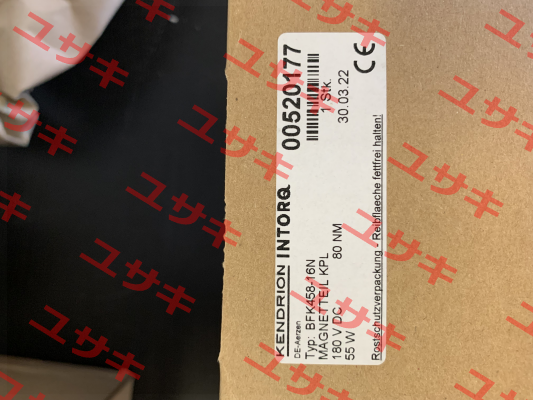 KENDRION INTORQ 00520177
DE-Aerzen
1 Stk.
Typ: BFK458-16N
MAGNETTEIL KPL
30.03.22
180 V DC 80 NM
55 W
CE
Rostschutzverpackung - Reibflaeche fettfrei halten!
ユサキ
ユサキ
ユサキ
ユサキ
ユサキ
ユサキ
ユサキ
ユサキ
ユサキ
ユサキ
ユサキ
ユサキ